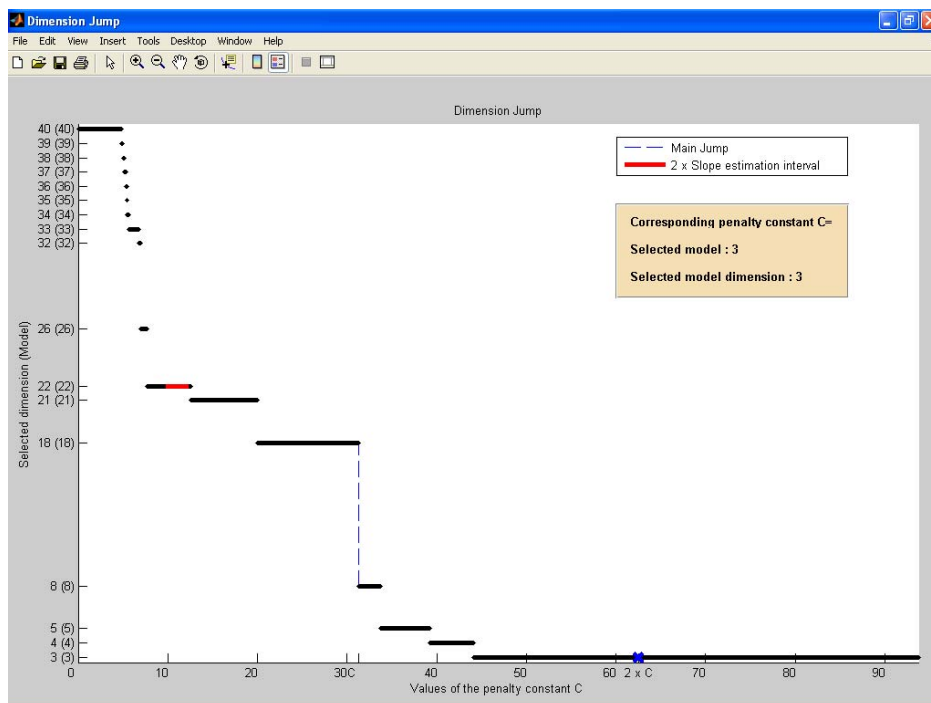 Dimension Jump
File Edit View Insert Tools Desktop Window Help
Dimension Jump
40 (40)
39 (39)
38 (38)
37 (37)
36 (36)
35 (35)
34 (34)
33 (33)
32 (32)
26 (26)
22 (22)
21 (21)
18 (18)
8 (8)
5 (5)
4 (4)
3 (3)
Selected dimension (Model)
Main Jump
2 x Slope estimation interval
Corresponding penalty constant C=
Selected model : 3
Selected model dimension : 3
0 10 20 30C 40 50 60 2 x C 70 80 90
Values of the penalty constant C